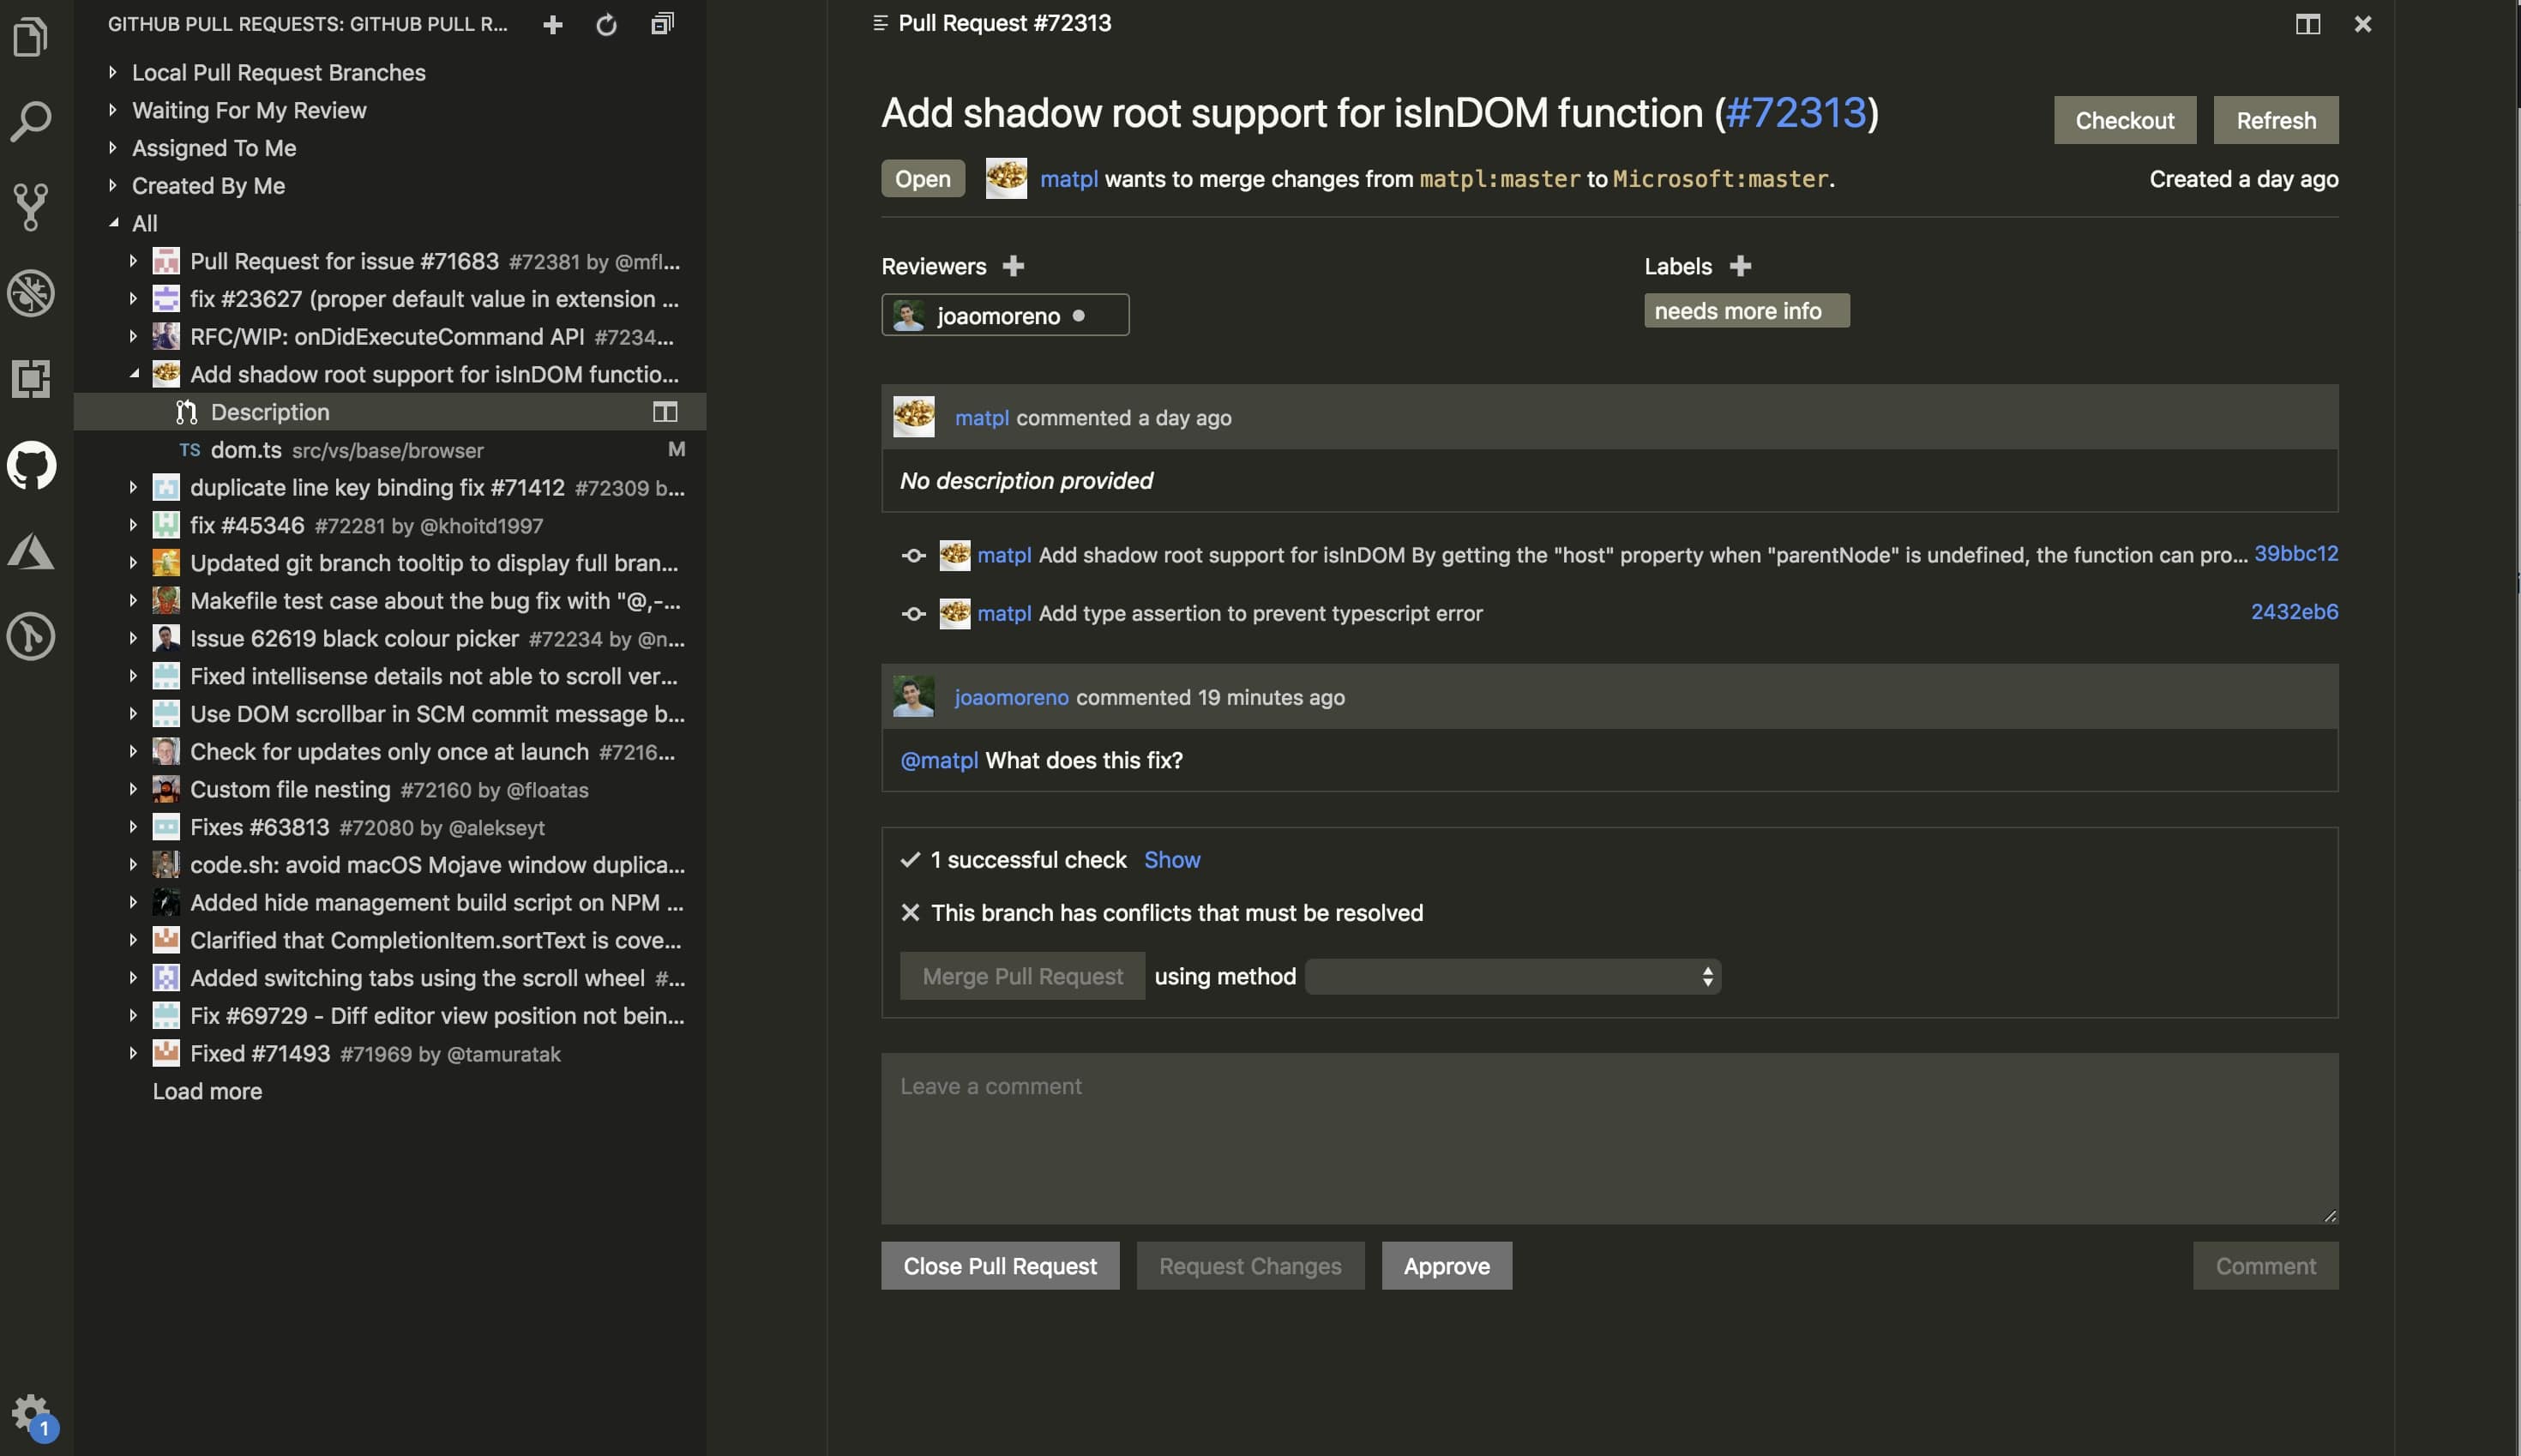 GITHUB PULL REQUESTS: GITHUB PULL R...
Local Pull Request Branches
Waiting For My Review
Assigned To Me
Created By Me
All
Pull Request for issue #71683 #72381 by @mfl...
fix #23627 (proper default value in extension ...
RFC/WIP: onDidExecuteCommand API #7234...
Add shadow root support for isInDOM functio...
Description
TS dom.ts src/vs/base/browser M
duplicate line key binding fix #71412 #72309 b...
fix #45346 #72281 by @khoitd1997
Updated git branch tooltip to display full bran...
Makefile test case about the bug fix with "@,-...
Issue 62619 black colour picker #72234 by @n...
Fixed intellisense details not able to scroll ver...
Use DOM scrollbar in SCM commit message b...
Check for updates only once at launch #7216...
Custom file nesting #72160 by @floatas
Fixes #63813 #72080 by @alekseyt
code.sh: avoid macOS Mojave window duplica...
Added hide management build script on NPM ...
Clarified that CompletionItem.sortText is cove...
Added switching tabs using the scroll wheel #...
Fix #69729 - Diff editor view position not bein...
Fixed #71493 #71969 by @tamuratak
Load more
1
Pull Request #72313
Add shadow root support for isInDOM function (#72313)
Checkout Refresh
Open matpl wants to merge changes from matpl:master to Microsoft:master. Created a day ago
Reviewers Labels
joaomoreno needs more info
matpl commented a day ago
No description provided
matpl Add shadow root support for isInDOM By getting the "host" property when "parentNode" is undefined, the function can pro... 39bbc12
matpl Add type assertion to prevent typescript error 2432eb6
joaomoreno commented 19 minutes ago
@matpl What does this fix?
1 successful check Show
This branch has conflicts that must be resolved
Merge Pull Request using method
Leave a comment
Close Pull Request Request Changes Approve Comment